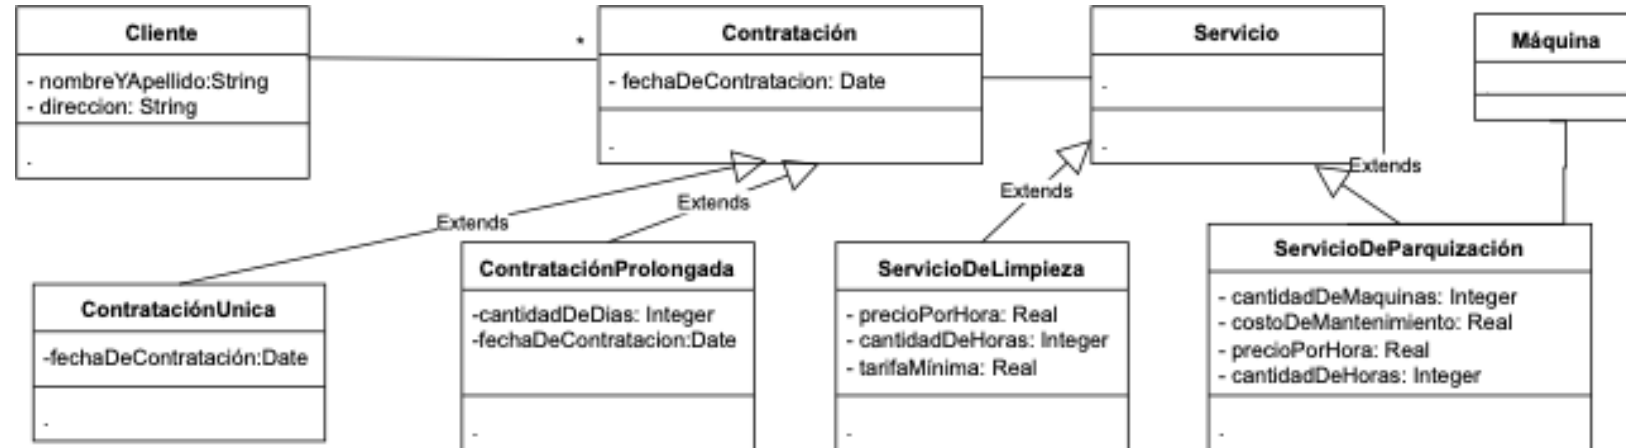 Cliente
- nombreYApellido:String
- direccion: String
.
*
Contratación
- fechaDeContratacion: Date
.
Servicio
.
.
Máquina
.
Extends
Extends
Extends
Extends
ContrataciónUnica
-fechaDeContratación:Date
.
ContrataciónProlongada
-cantidadDeDias: Integer
-fechaDeContratacion:Date
.
ServicioDeLimpieza
- precioPorHora: Real
- cantidadDeHoras: Integer
- tarifaMínima: Real
.
ServicioDeParquización
- cantidadDeMaquinas: Integer
- costoDeMantenimiento: Real
- precioPorHora: Real
- cantidadDeHoras: Integer
.